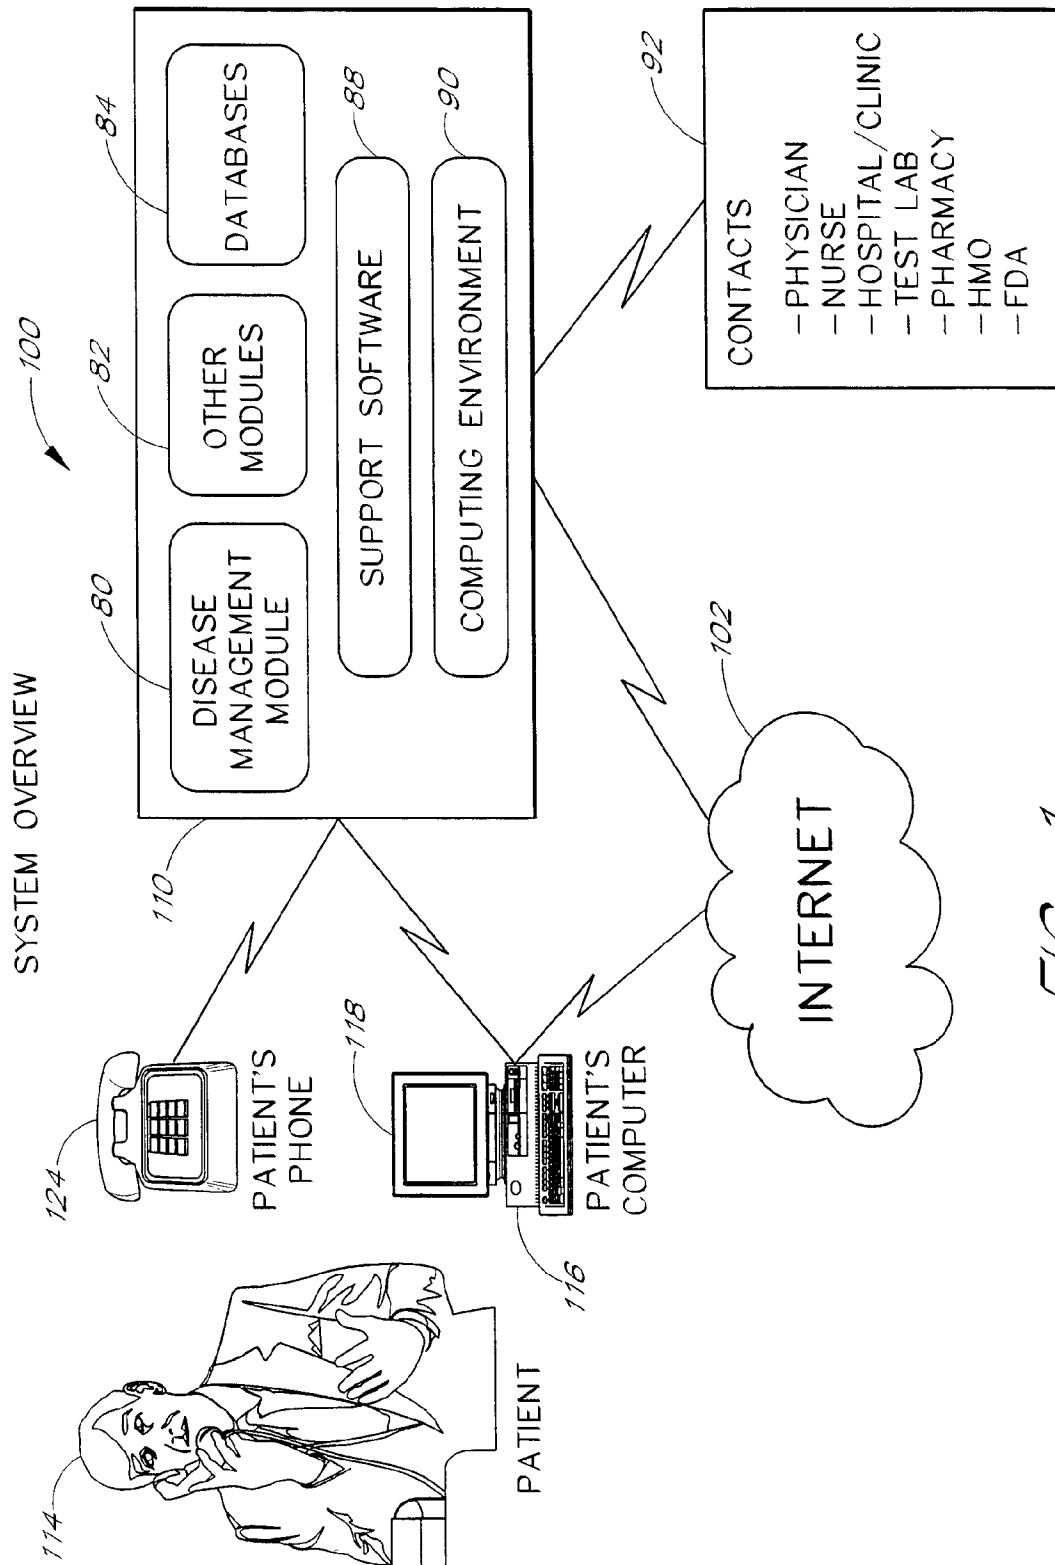 SYSTEM OVERVIEW
100
114
PATIENT
124
PATIENT'S
PHONE
118
116
PATIENT'S
COMPUTER
110
80
DISEASE
MANAGEMENT
MODULE
82
OTHER
MODULES
84
DATABASES
88
SUPPORT SOFTWARE
90
COMPUTING ENVIRONMENT
102
INTERNET
92
CONTACTS
-PHYSICIAN
-NURSE
-HOSPITAL/CLINIC
-TEST LAB
-PHARMACY
-HMO
-FDA
FIG. 1